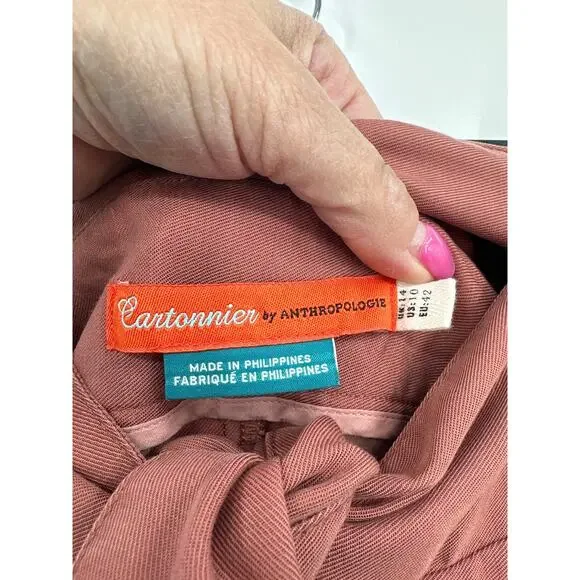 Cartonnier by ANTHROPOLOGIE
UK:14
US:10
EU:42
MADE IN PHILIPPINES
FABRIQUÉ EN PHILIPPINES